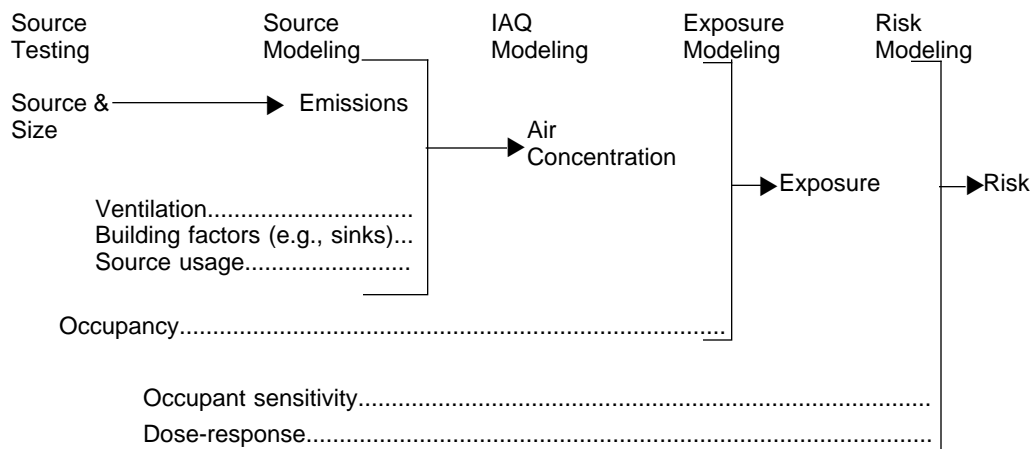 Source Testing
Source Modeling
IAQ Modeling
Exposure Modeling
Risk Modeling
Source & Size
Emissions
Air Concentration
Exposure
Risk
Ventilation...............................
Building factors (e.g., sinks)...
Source usage.........................
Occupancy...................................................................................
Occupant sensitivity.......................................................................................
Dose-response...............................................................................................